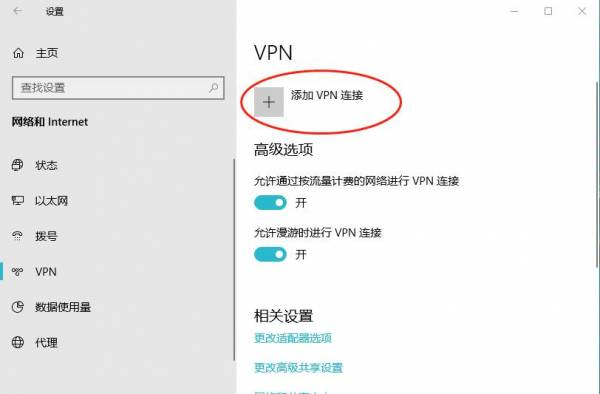 设置
主页
查找设置
网络和 Internet
状态
以太网
拨号
VPN
数据使用量
代理
VPN
添加 VPN 连接
高级选项
允许通过按流量计费的网络进行 VPN 连接
开
允许漫游时进行 VPN 连接
开
相关设置
更改适配器选项
更改高级共享设置